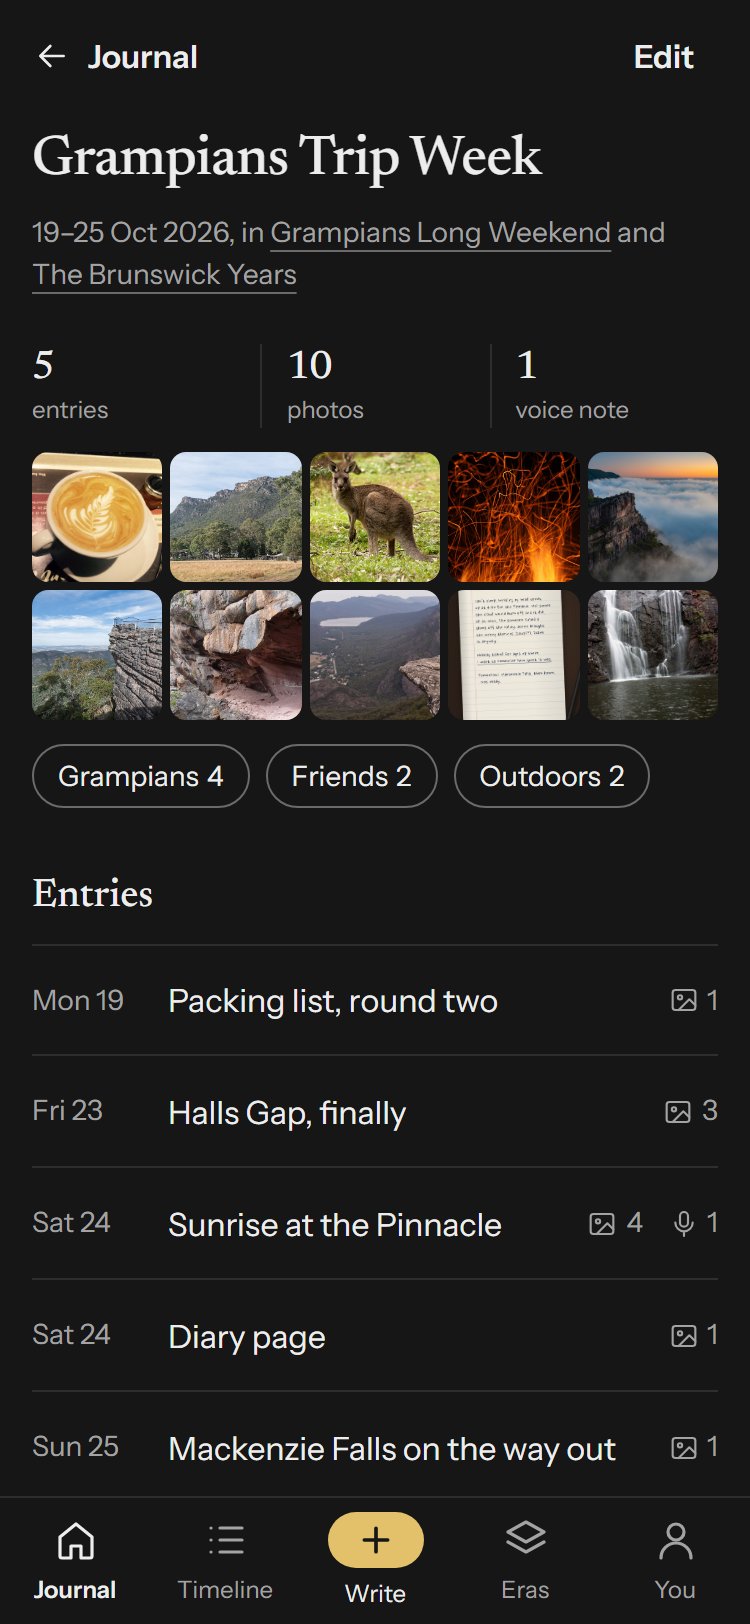 Journal
Edit
Grampians Trip Week
19–25 Oct 2026, in Grampians Long Weekend and
The Brunswick Years
5
entries
10
photos
1
voice note
Grampians 4
Friends 2
Outdoors 2
Entries
Mon 19
Packing list, round two
1
Fri 23
Halls Gap, finally
3
Sat 24
Sunrise at the Pinnacle
4
1
Sat 24
Diary page
1
Sun 25
Mackenzie Falls on the way out
1
Journal
Timeline
Write
Eras
You